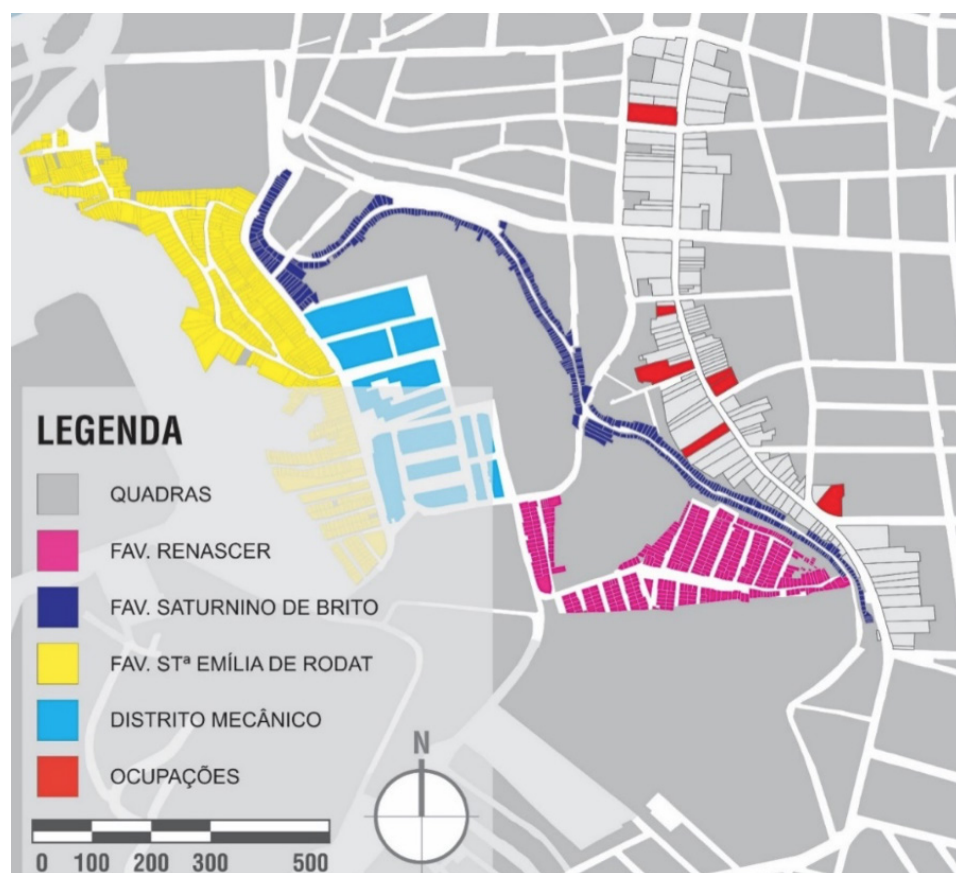 LEGENDA
QUADRAS
FAV. RENASCER
FAV. SATURNINO DE BRITO
FAV. STª EMÍLIA DE RODAT
DISTRITO MECÂNICO
OCUPAÇÕES
N
0 100 200 300 500